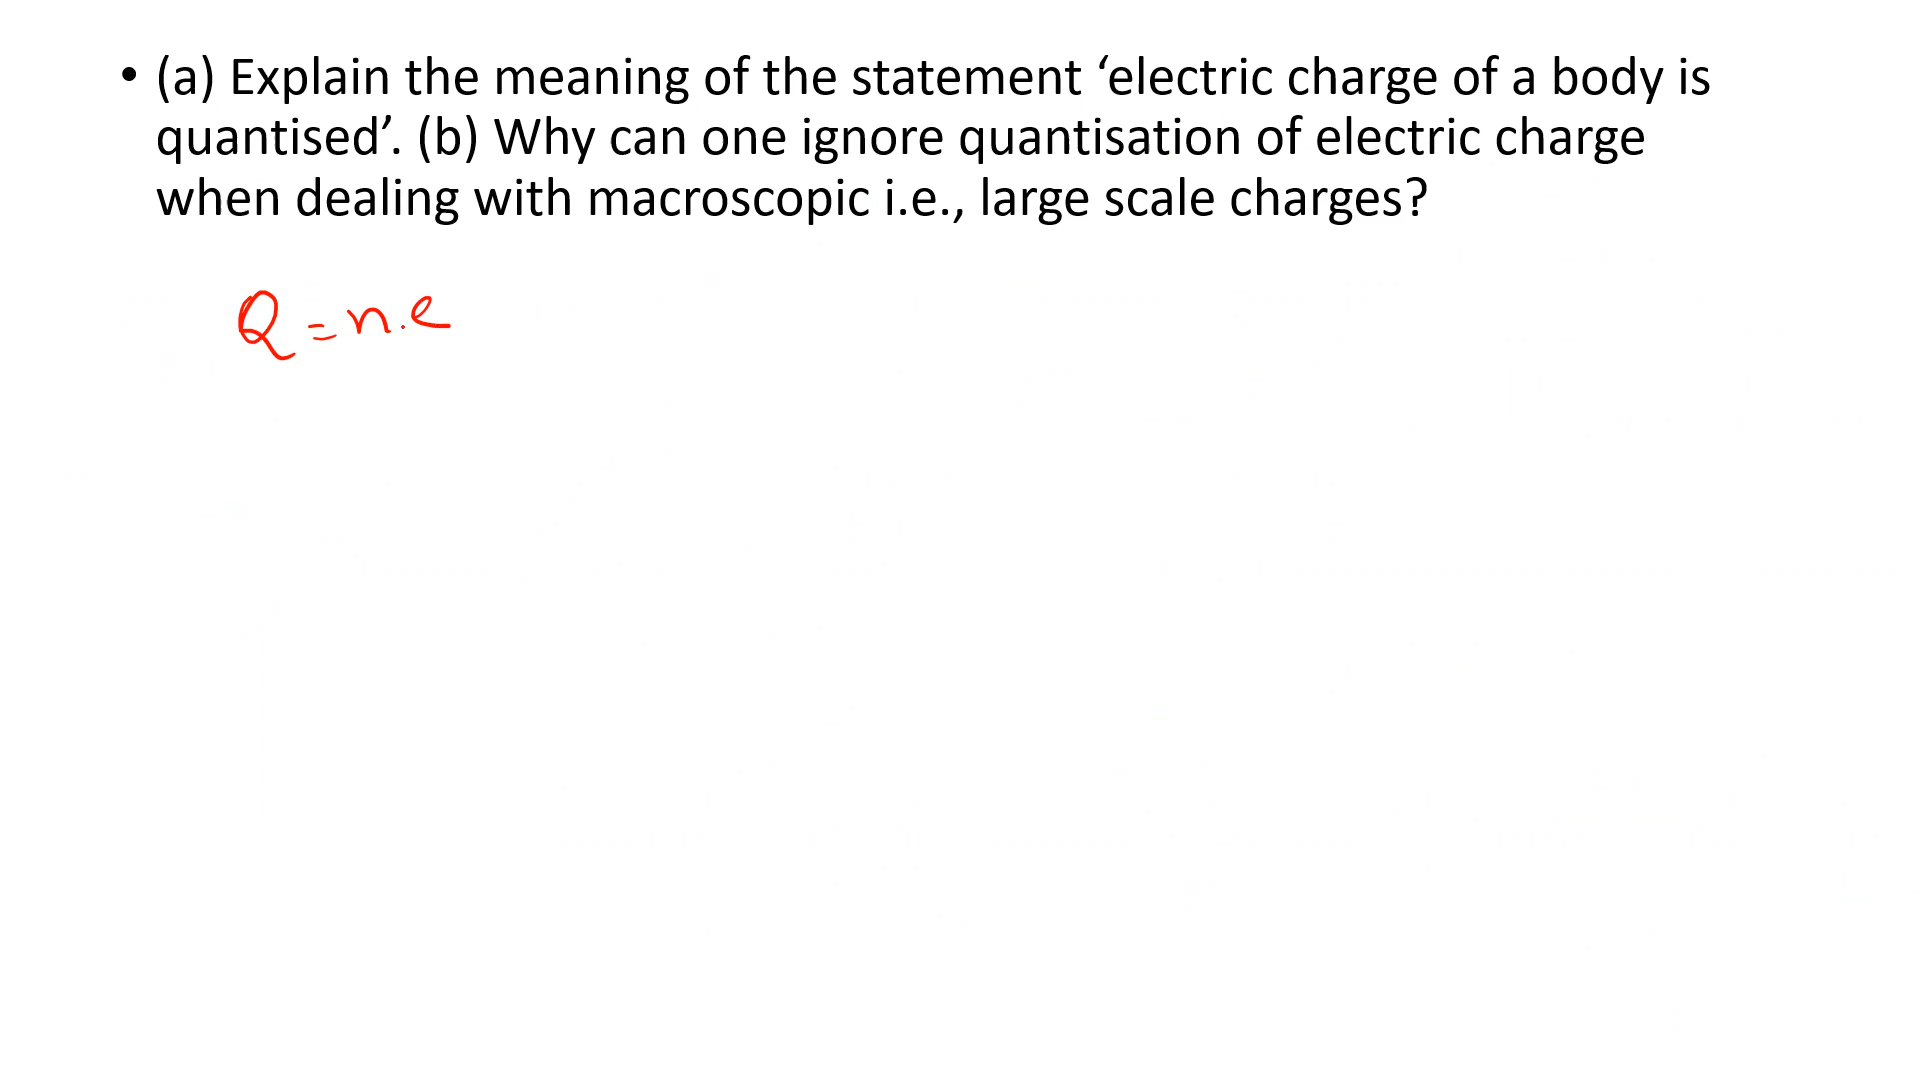 • (a) Explain the meaning of the statement ‘electric charge of a body is
quantised’. (b) Why can one ignore quantisation of electric charge
when dealing with macroscopic i.e., large scale charges?
Q = n.e